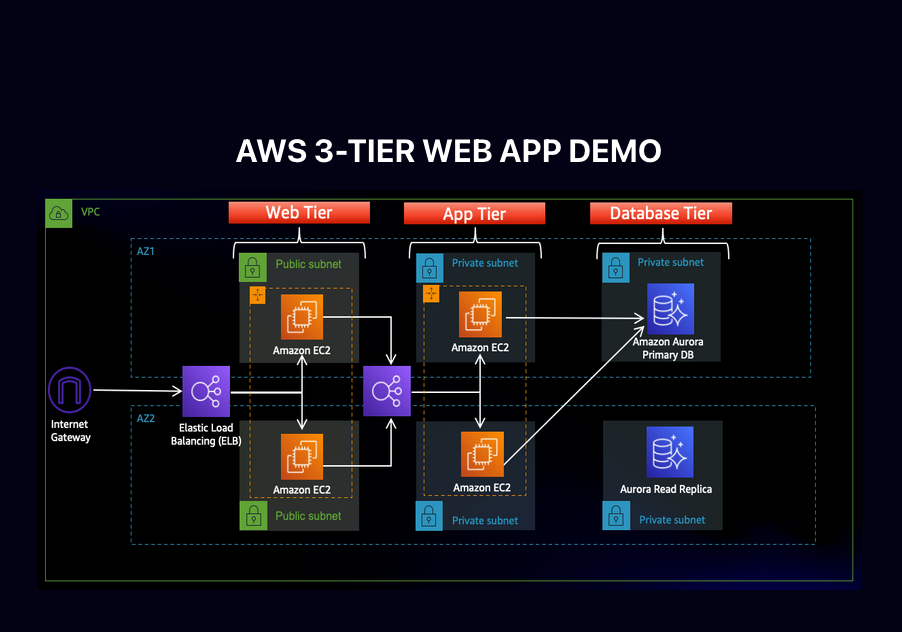 AWS 3-TIER WEB APP DEMO
VPC
Web Tier
App Tier
Database Tier
AZ1
Public subnet
Private subnet
Private subnet
Amazon EC2
Amazon EC2
Amazon Aurora
Primary DB
Internet
Gateway
Elastic Load
Balancing (ELB)
AZ2
Amazon EC2
Amazon EC2
Aurora Read Replica
Public subnet
Private subnet
Private subnet